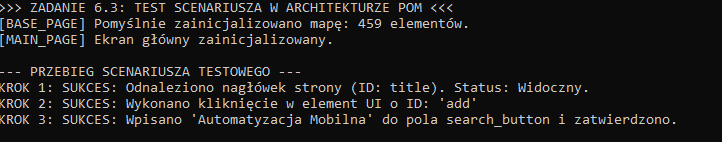 >>> ZADANIE 6.3: TEST SCENARIUSZA W ARCHITEKTURZE POM <<<
[BASE_PAGE] Pomyślnie zainicjalizowano mapę: 459 elementów.
[MAIN_PAGE] Ekran główny zainicjalizowany.
--- PRZEBIEG SCENARIUSZA TESTOWEGO ---
KROK 1: SUKCES: Odnaleziono nagłówek strony (ID: title). Status: Widoczny.
KROK 2: SUKCES: Wykonano kliknięcie w element UI o ID: 'add'
KROK 3: SUKCES: Wpisano 'Automatyzacja Mobilna' do pola search_button i zatwierdzono.